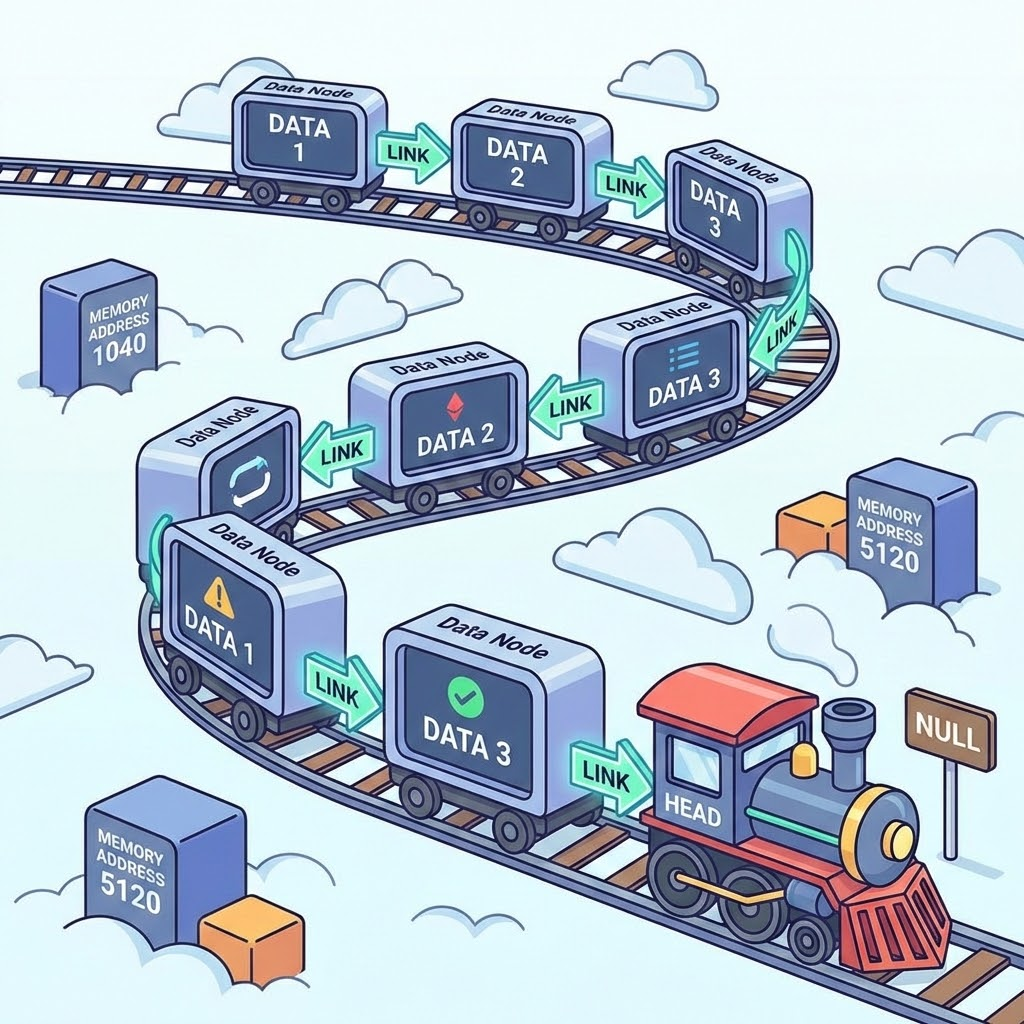 Data Node
DATA
1
LINK
Data Node
DATA
2
LINK
Data Node
DATA
3
LINK
MEMORY
ADDRESS
1040
Data Node
DATA 3
LINK
Data Node
DATA 2
LINK
Data Node
MEMORY
ADDRESS
5120
Data Node
DATA 1
LINK
Data Node
DATA 3
LINK
HEAD
NULL
MEMORY
ADDRESS
5120